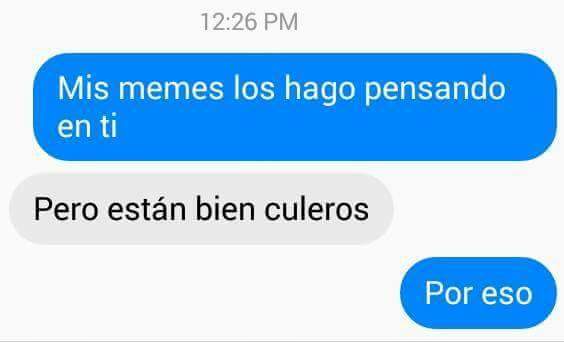 12:26 PM
Mis memes los hago pensando
en ti
Pero están bien culeros
Por eso